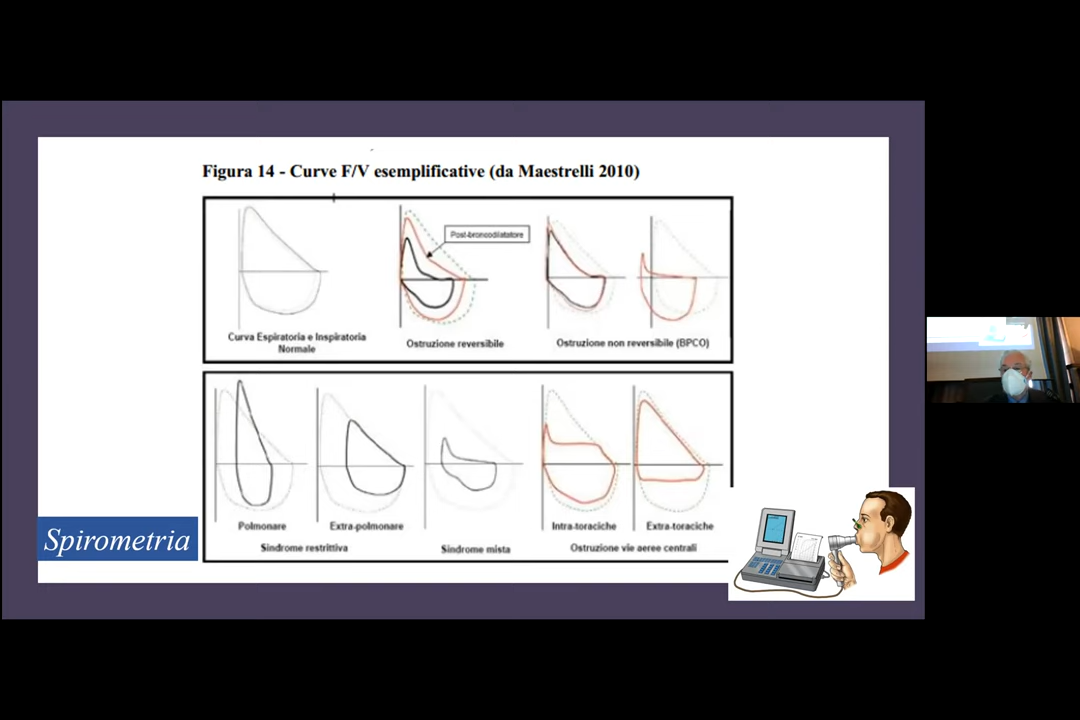 Figura 14 - Curve F/V esemplificative (da Maestrelli 2010)
Post-broncodilatatore
Curva Espiratoria e Inspiratoria
Normale
Ostruzione reversibile
Ostruzione non reversibile (BPCO)
Polmonare
Extra-polmonare
Intra-toraciche
Extra-toraciche
Sindrome restrittiva
Sindrome mista
Ostruzione vie aeree centrali
Spirometria